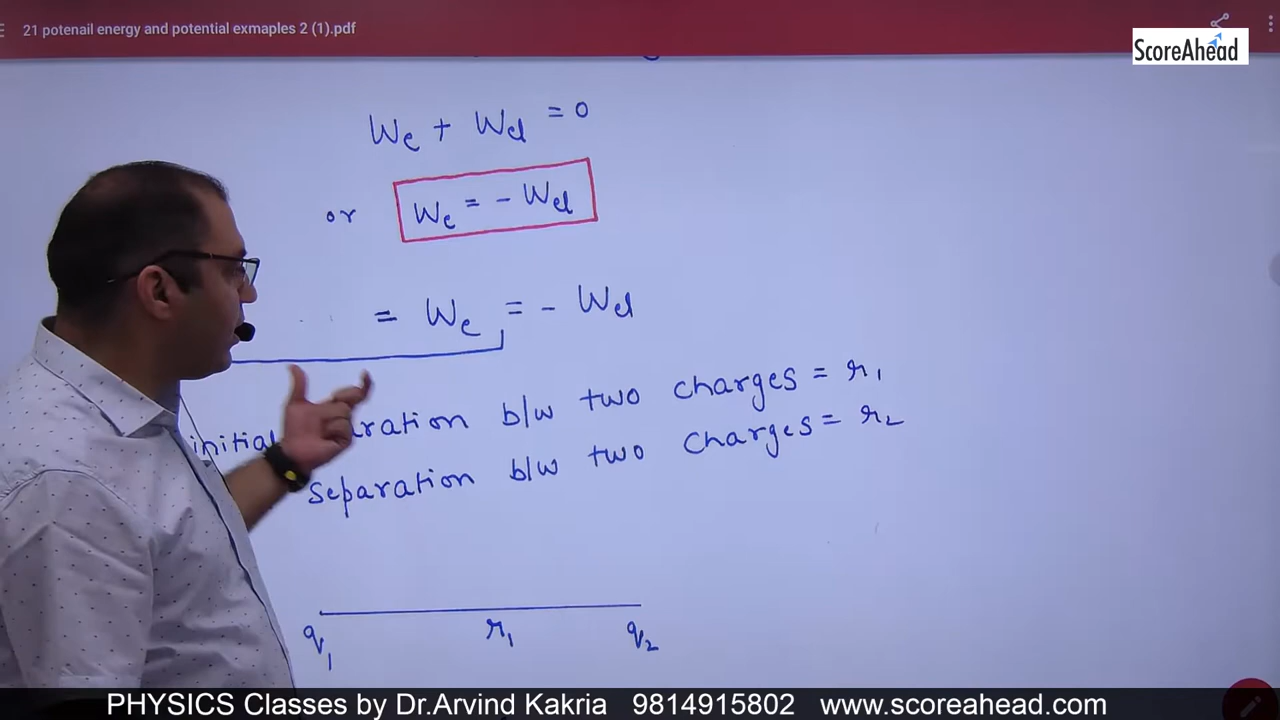 21 potenail energy and potential exmaples 2 (1).pdf
ScoreAhead
We + Wel = 0
or We = - Wel
= We = - Wel
initial aration b/w two charges = r1
separation b/w two charges = r2
q1 r1 q2
PHYSICS Classes by Dr.Arvind Kakria 9814915802 www.scoreahead.com